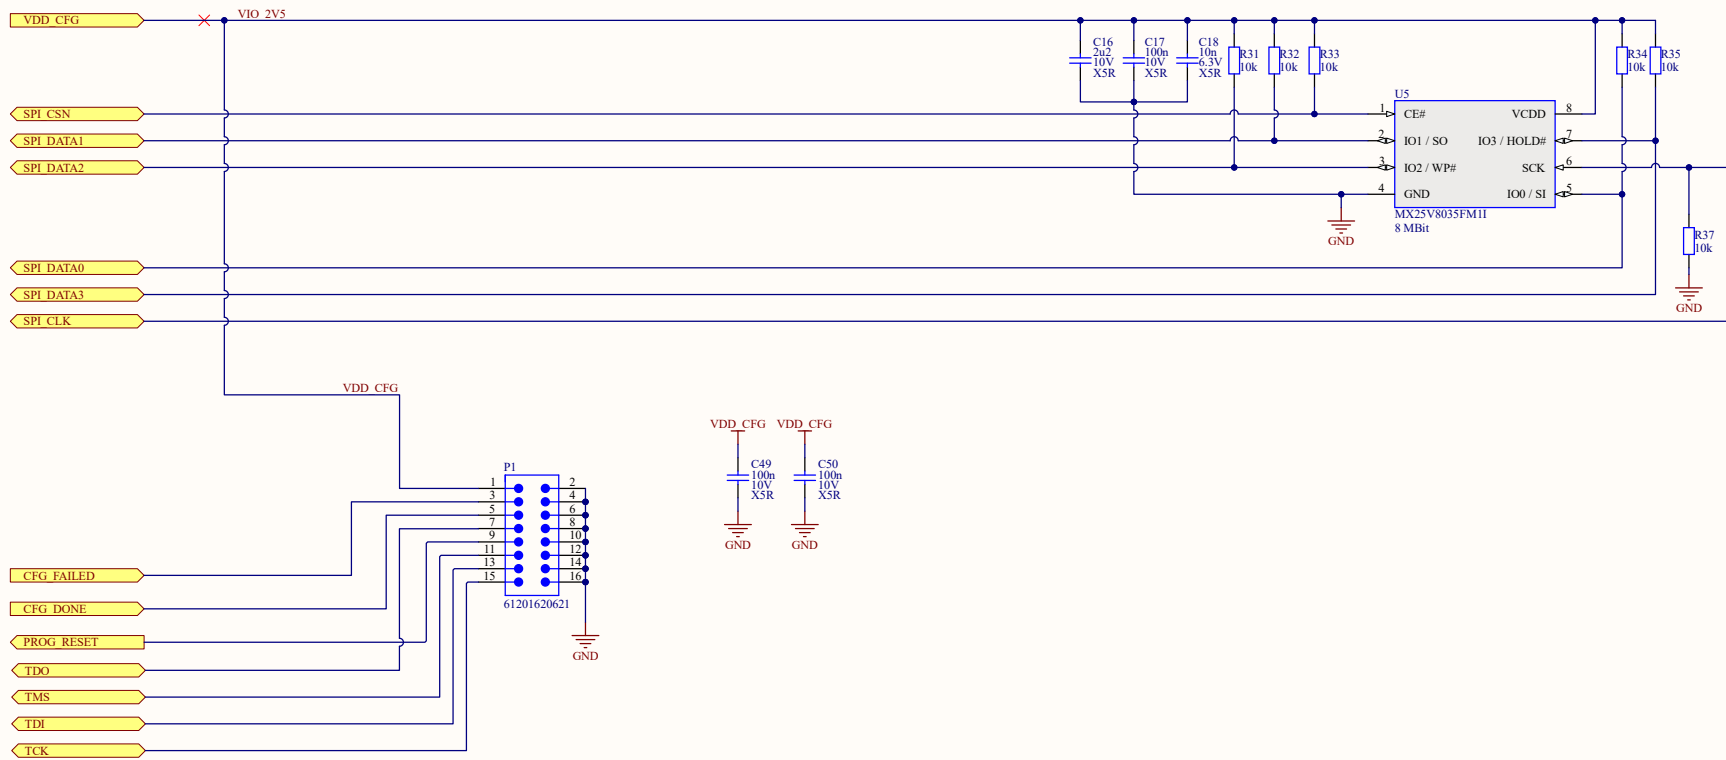 VDD_CFG
VIO_2V5
C16
2u2
10V
X5R
C17
100n
10V
X5R
C18
10n
6.3V
X5R
R31
10k
R32
10k
R33
10k
R34
10k
R35
10k
SPI_CSN
SPI_DATA1
SPI_DATA2
U5
1 CE# VCDD 8
2 IO1 / SO IO3 / HOLD# 7
3 IO2 / WP# SCK 6
4 GND IO0 / SI 5
MX25V8035FM1I
8 MBit
GND
R37
10k
GND
SPI_DATA0
SPI_DATA3
SPI_CLK
VDD_CFG
VDD_CFG
C49
100n
10V
X5R
GND
VDD_CFG
C50
100n
10V
X5R
GND
P1
1 2
3 4
5 6
7 8
9 10
11 12
13 14
15 16
61201620621
GND
CFG_FAILED
CFG_DONE
PROG_RESET
TDO
TMS
TDI
TCK